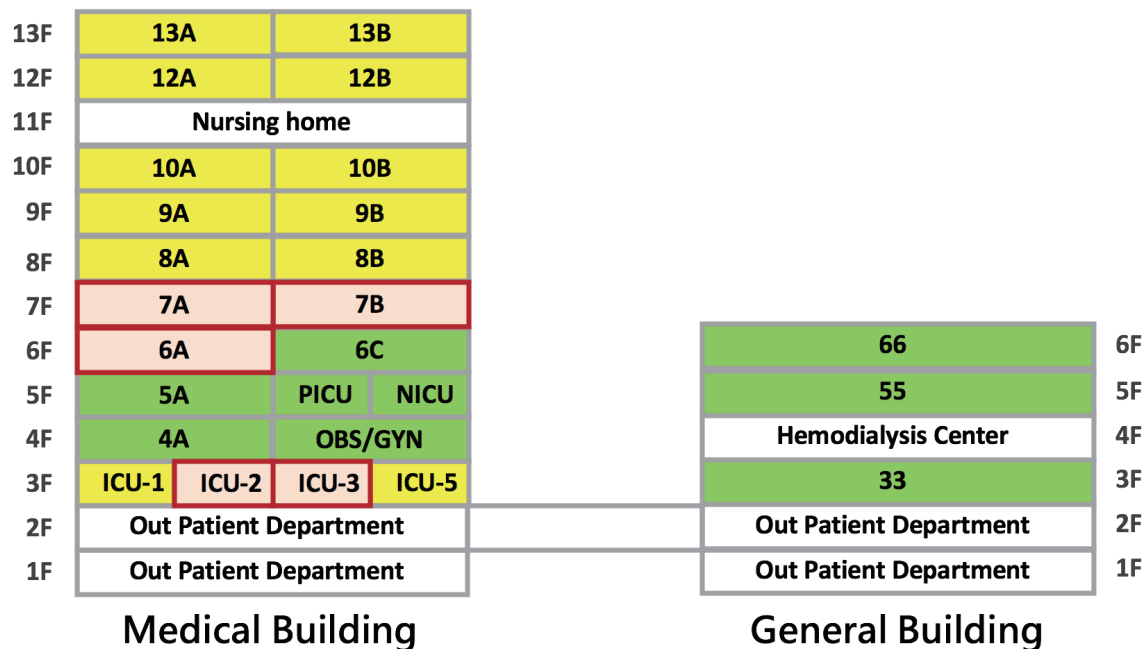 13F 13A 13B
12F 12A 12B
11F Nursing home
10F 10A 10B
9F 9A 9B
8F 8A 8B
7F 7A 7B
6F 6A 6C 66 6F
5F 5A PICU NICU 55 5F
4F 4A OBS/GYN Hemodialysis Center 4F
3F ICU-1 ICU-2 ICU-3 ICU-5 33 3F
2F Out Patient Department Out Patient Department 2F
1F Out Patient Department Out Patient Department 1F
Medical Building General Building